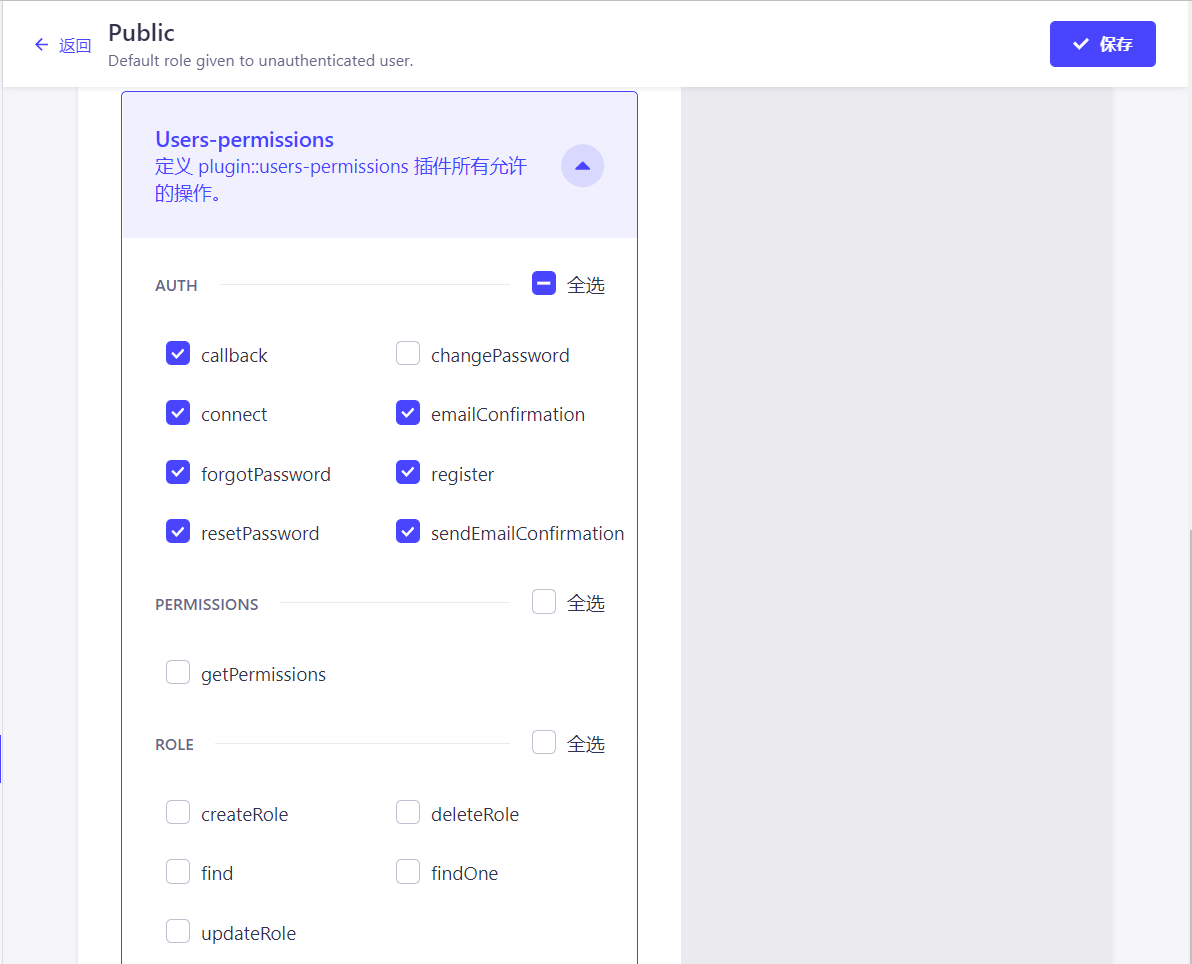 返回
Public
Default role given to unauthenticated user.
保存
Users-permissions
定义 plugin::users-permissions 插件所有允许
的操作。
AUTH 全选
callback changePassword
connect emailConfirmation
forgotPassword register
resetPassword sendEmailConfirmation
PERMISSIONS 全选
getPermissions
ROLE 全选
createRole deleteRole
find findOne
updateRole